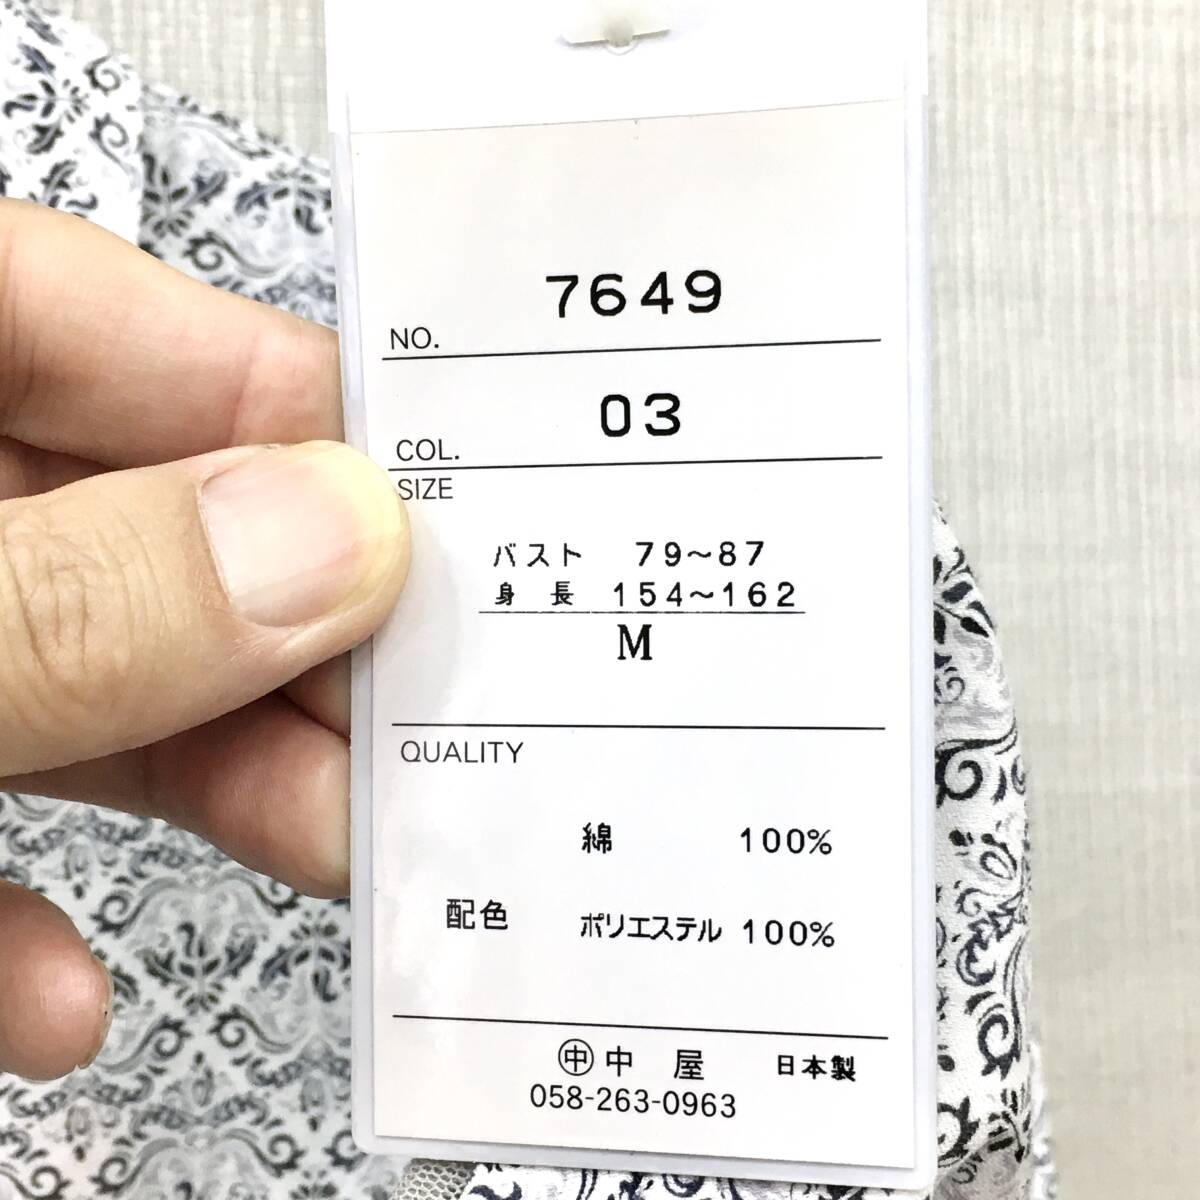 7649
NO.
03
COL.
SIZE
バスト 79～87
身長 154～162
M
QUALITY
綿 100%
配色 ポリエステル 100%
㊥中屋 日本製
058-263-0963